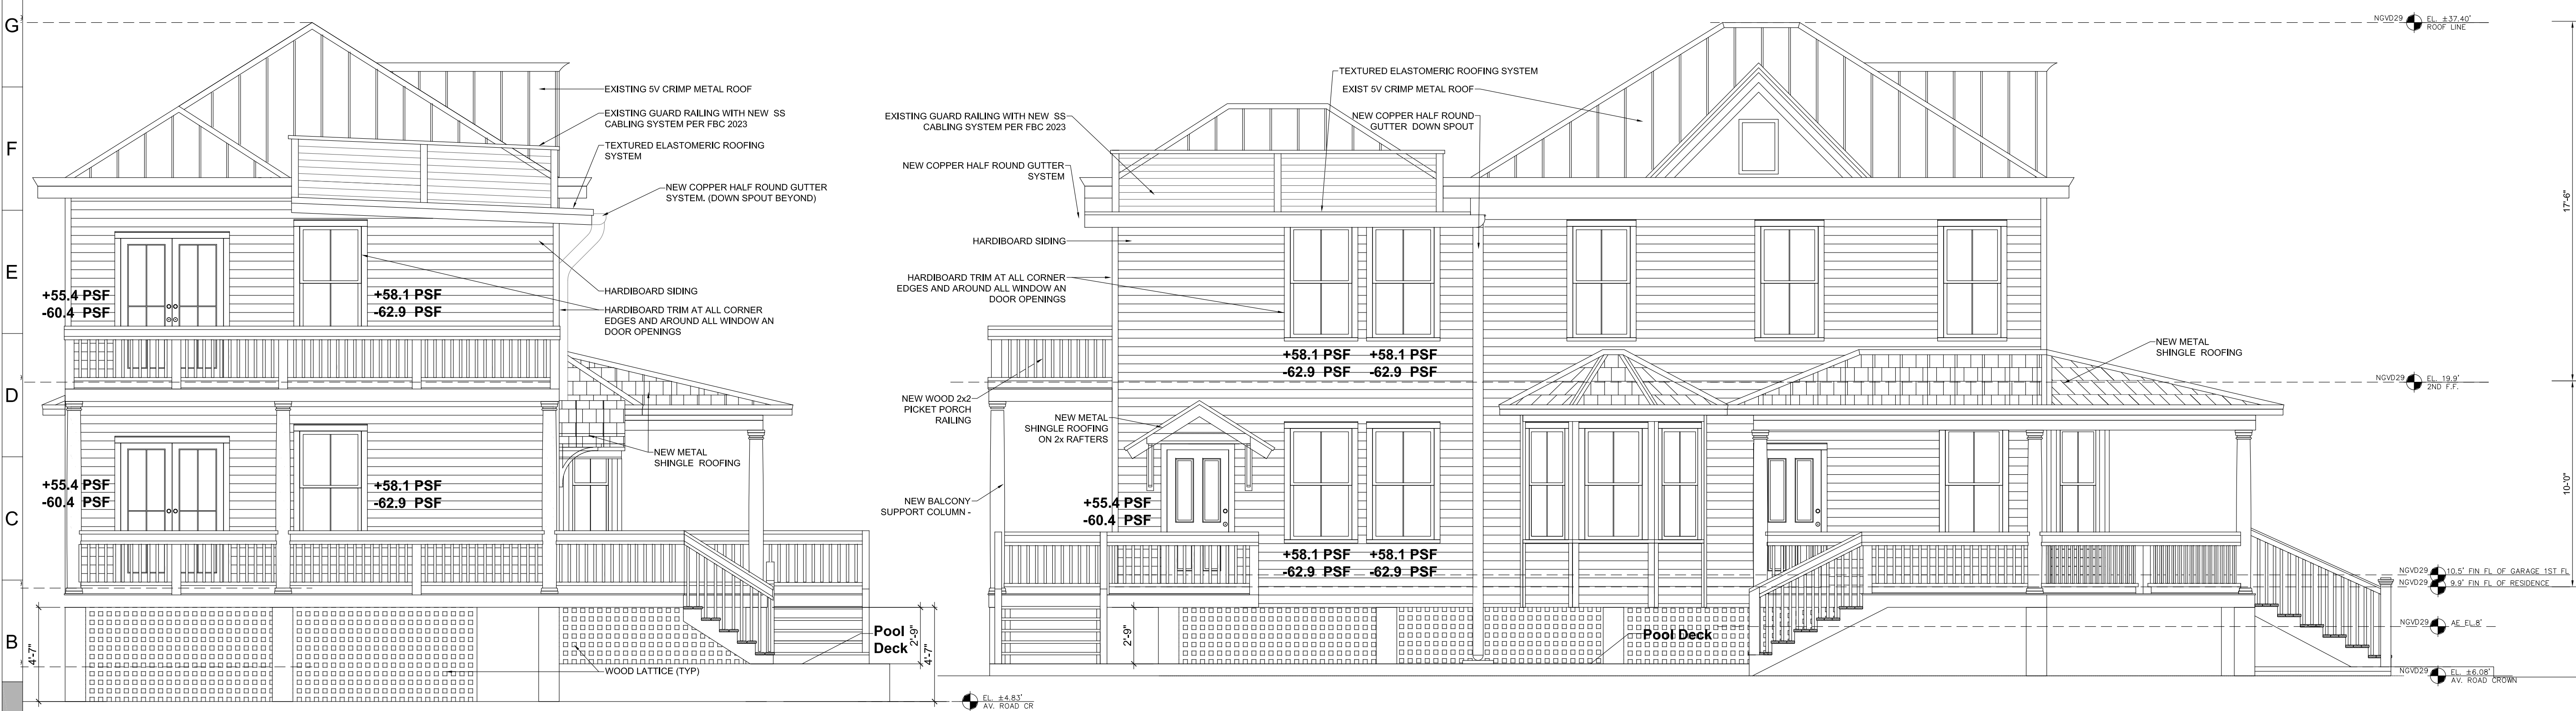 G
F
E
D
C
B
EXISTING 5V CRIMP METAL ROOF
EXISTING GUARD RAILING WITH NEW SS
CABLING SYSTEM PER FBC 2023
TEXTURED ELASTOMERIC ROOFING
SYSTEM
NEW COPPER HALF ROUND GUTTER
SYSTEM. (DOWN SPOUT BEYOND)
HARDIBOARD SIDING
HARDIBOARD TRIM AT ALL CORNER
EDGES AND AROUND ALL WINDOW AN
DOOR OPENINGS
+55.4 PSF
-60.4 PSF
+58.1 PSF
-62.9 PSF
NEW METAL
SHINGLE ROOFING
+55.4 PSF
-60.4 PSF
+58.1 PSF
-62.9 PSF
4'-7"
WOOD LATTICE (TYP)
Pool
Deck
2'-9"
4'-7"
EL. ±4.83'
AV. ROAD CR
TEXTURED ELASTOMERIC ROOFING SYSTEM
EXIST 5V CRIMP METAL ROOF
EXISTING GUARD RAILING WITH NEW SS
CABLING SYSTEM PER FBC 2023
NEW COPPER HALF ROUND
GUTTER DOWN SPOUT
NEW COPPER HALF ROUND GUTTER
SYSTEM
HARDIBOARD SIDING
HARDIBOARD TRIM AT ALL CORNER
EDGES AND AROUND ALL WINDOW AN
DOOR OPENINGS
+58.1 PSF
-62.9 PSF
+58.1 PSF
-62.9 PSF
NEW WOOD 2x2
PICKET PORCH
RAILING
NEW METAL
SHINGLE ROOFING
ON 2x RAFTERS
NEW BALCONY
SUPPORT COLUMN -
+55.4 PSF
-60.4 PSF
+58.1 PSF
-62.9 PSF
+58.1 PSF
-62.9 PSF
2'-9"
Pool Deck
NEW METAL
SHINGLE ROOFING
NGVD29 EL. ±37.40'
ROOF LINE
17'-6"
NGVD29 EL. 19.9'
2ND F.F.
10'-0"
NGVD29 10.5' FIN FL OF GARAGE 1'ST FL
NGVD29 9.9' FIN FL OF RESIDENCE
NGVD29 AE EL.8'
NGVD29 EL. ±6.08'
AV. ROAD CROWN